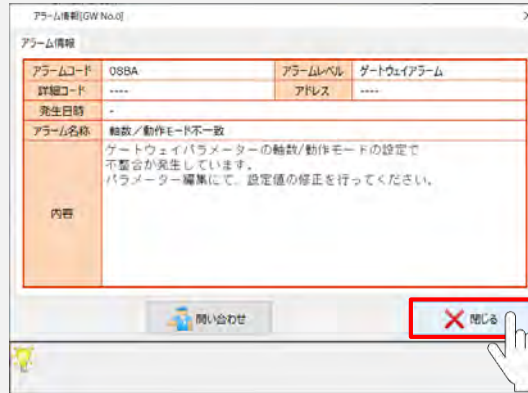 アラーム情報[GW No.0]
アラーム情報
アラームコード 08BA アラームレベル ゲートウェイアラーム
詳細コード ---- アドレス ----
発生日時 -
アラーム名称 軸数/動作モード不一致
内容
ゲートウェイパラメーターの軸数/動作モードの設定で
不整合が発生しています。
パラメーター編集にて、設定値の修正を行ってください。
問い合わせ 閉じる